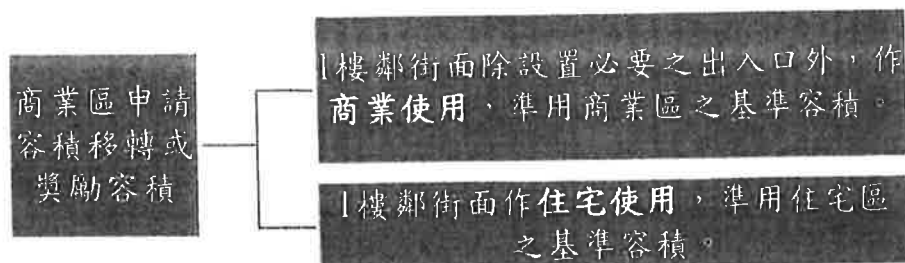 商業區申請
容積移轉或
獎勵容積
1樓鄰街面除設置必要之出入口外，作
商業使用，準用商業區之基準容積。
1樓鄰街面作住宅使用，準用住宅區
之基準容積。